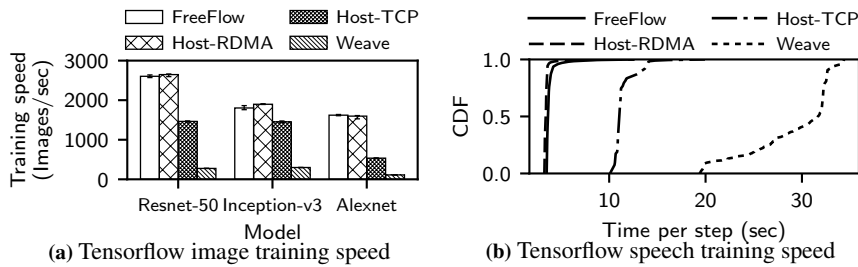 FreeFlow
Host-RDMA
Host-TCP
Weave
Training speed
(Images/sec)
3000
2000
1000
0
Resnet-50 Inception-v3 Alexnet
Model
(a) Tensorflow image training speed
FreeFlow
Host-RDMA
Host-TCP
Weave
CDF
1.0
0.5
0.0
10 20 30
Time per step (sec)
(b) Tensorflow speech training speed